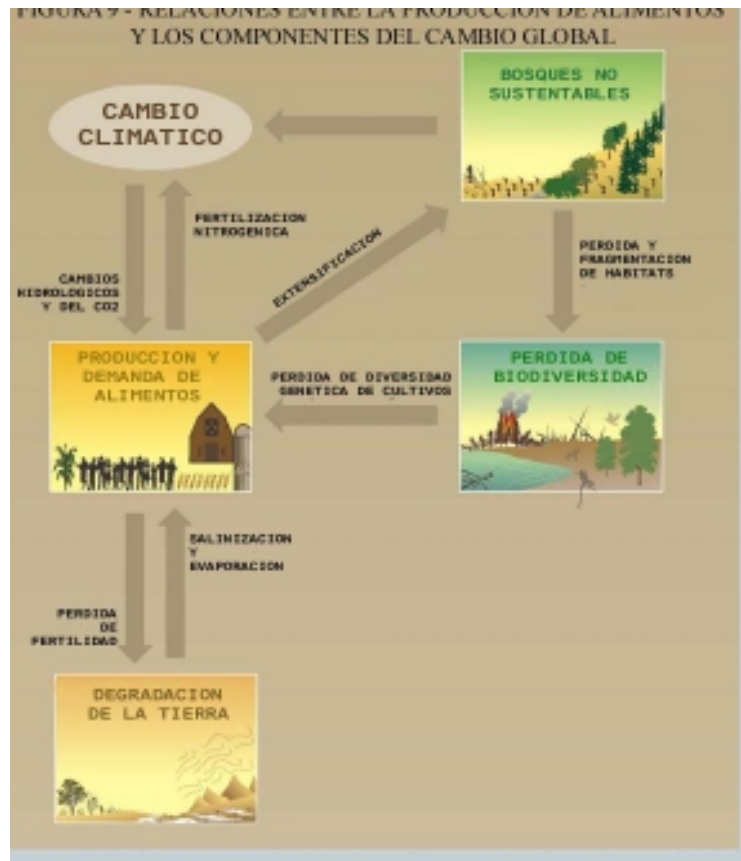 FIGURA 9 - RELACIONES ENTRE LA PRODUCCION DE ALIMENTOS
Y LOS COMPONENTES DEL CAMBIO GLOBAL
BOSQUES NO
SUSTENTABLES
CAMBIO
CLIMATICO
FERTILIZACION
NITROGENICA
EXTENSIFICACION
PERDIDA Y
FRAGMENTACION
DE HABITATS
CAMBIOS
HIDROLOGICOS
Y DEL CO2
PRODUCCION Y
DEMANDA DE
ALIMENTOS
PERDIDA DE DIVERSIDAD
GENETICA DE CULTIVOS
PERDIDA DE
BIODIVERSIDAD
SALINIZACION
Y
EVAPORACION
PERDIDA
DE
FERTILIDAD
DEGRADACION
DE LA TIERRA